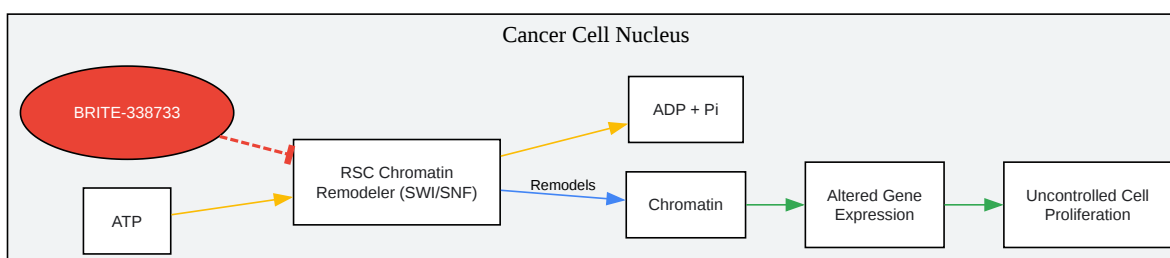 Cancer Cell Nucleus
BRITE-338733
ADP + Pi
RSC Chromatin
Remodeler (SWI/SNF)
ATP
Remodels
Chromatin
Altered Gene
Expression
Uncontrolled Cell
Proliferation